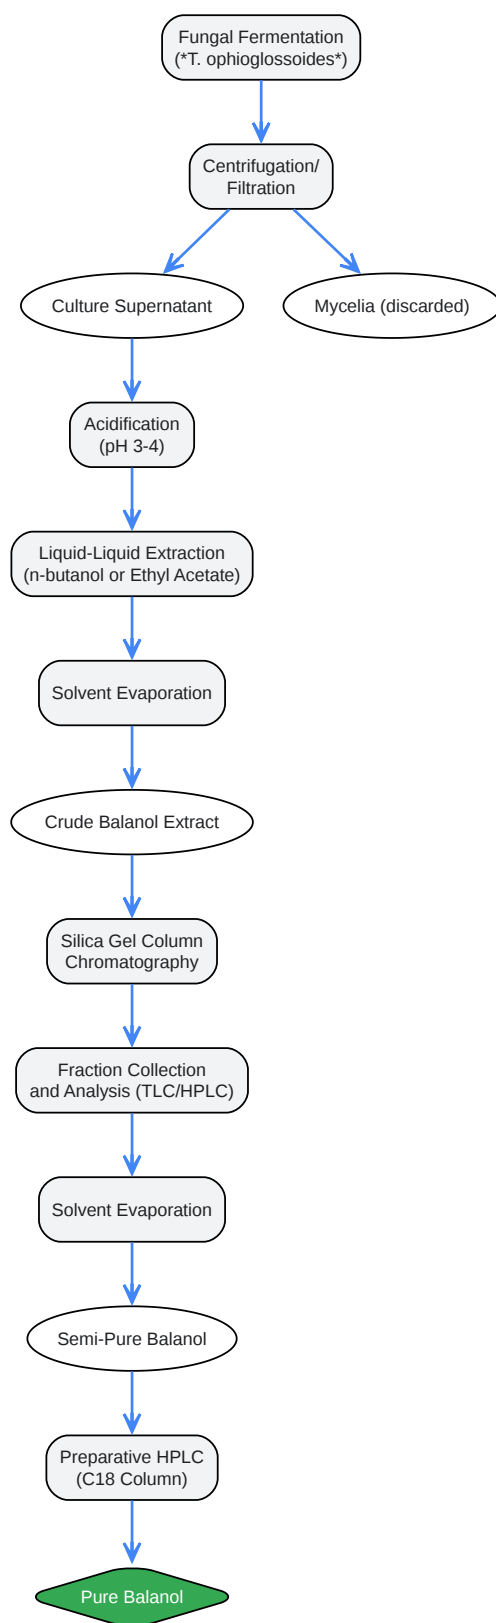 Fungal Fermentation
(*T. ophioglossoides*)
Centrifugation/
Filtration
Culture Supernatant
Mycelia (discarded)
Acidification
(pH 3-4)
Liquid-Liquid Extraction
(n-butanol or Ethyl Acetate)
Solvent Evaporation
Crude Balanol Extract
Silica Gel Column
Chromatography
Fraction Collection
and Analysis (TLC/HPLC)
Solvent Evaporation
Semi-Pure Balanol
Preparative HPLC
(C18 Column)
Pure Balanol